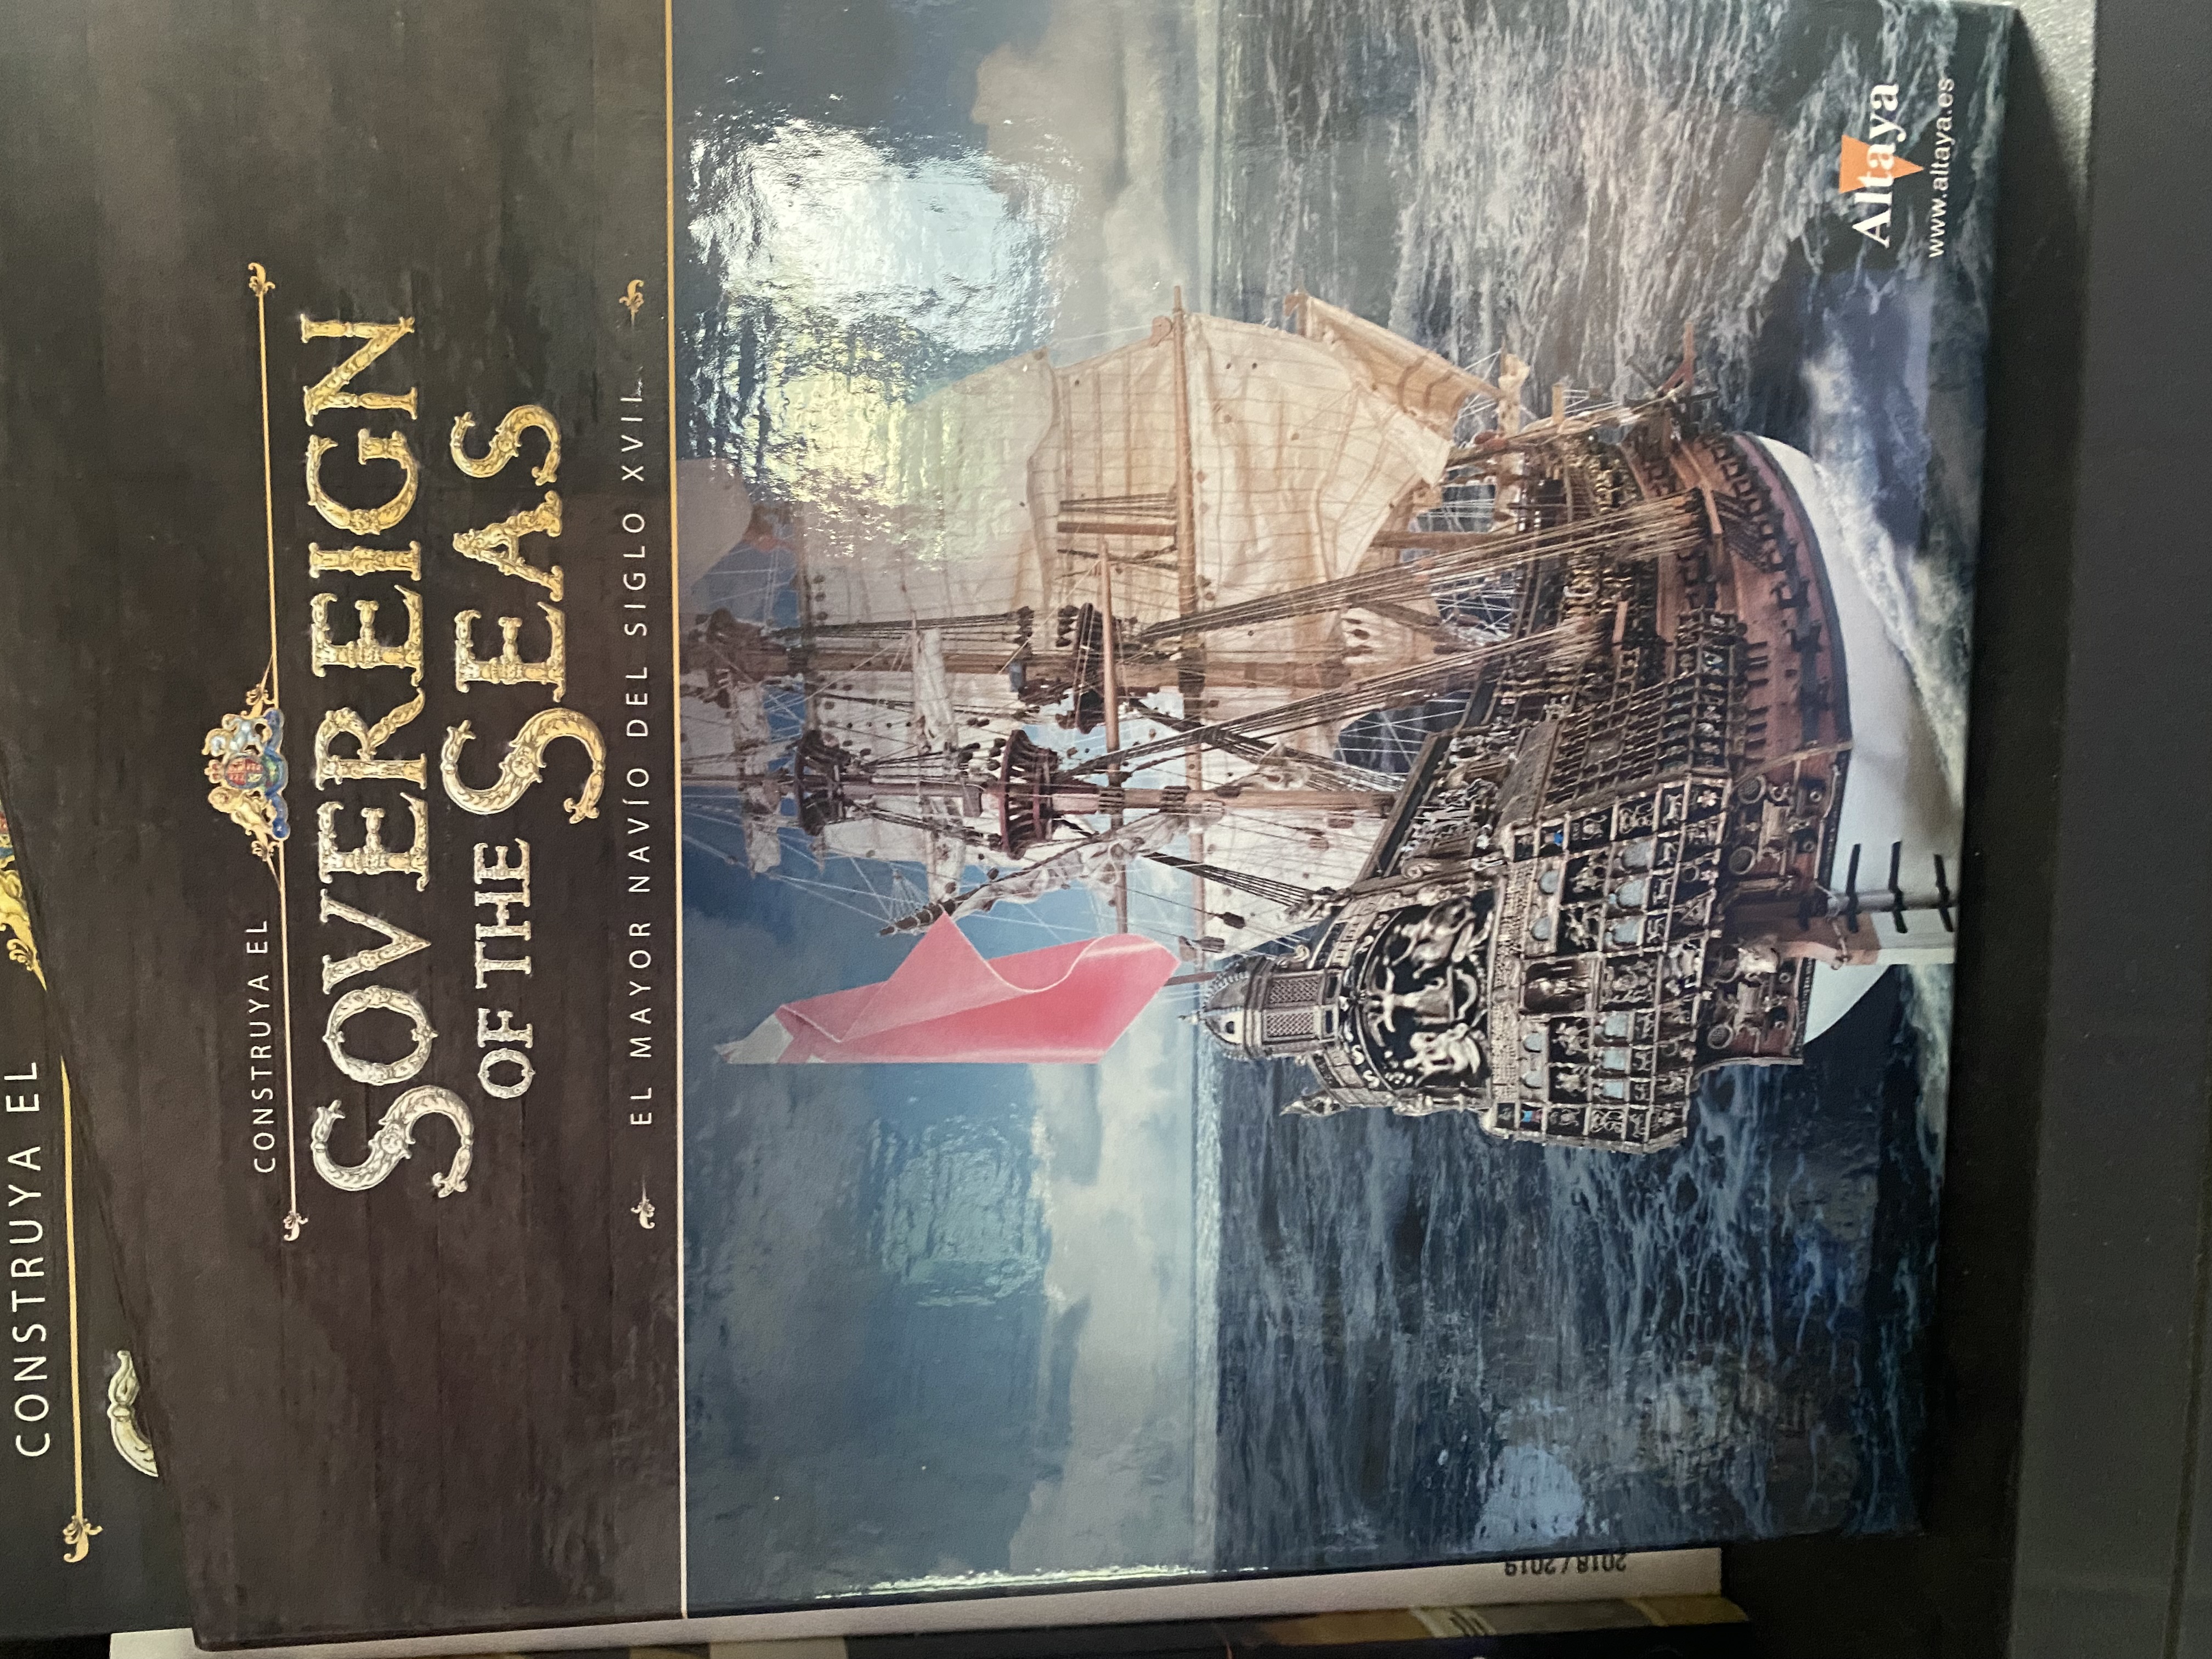 CONSTRUYA EL
CONSTRUYA EL
SOVEREIGN
OF THE SEAS
EL MAYOR NAVÍO DEL SIGLO XVII
2018 / 2019
Altaya
www.altaya.es